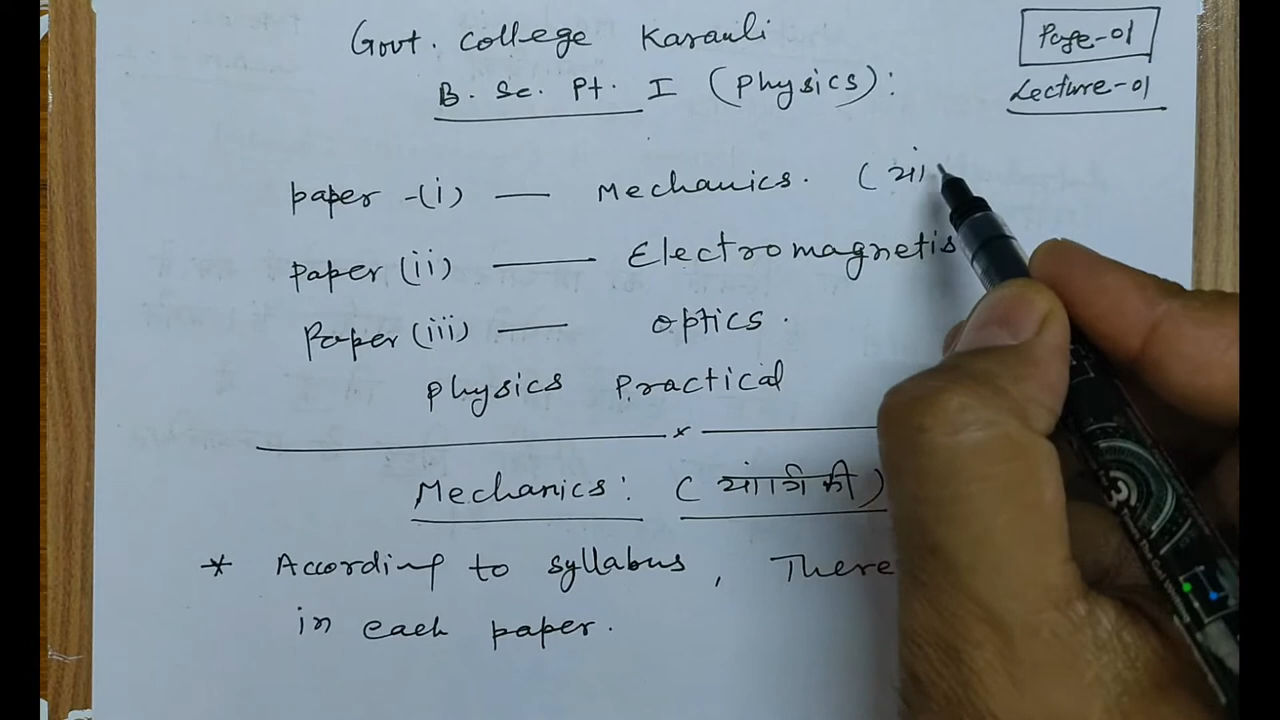 Govt. College Karauli
Page-01
B. Sc. Pt. I (Physics):
Lecture-01
paper -(i) — Mechanics. ( यां
Paper (ii) — Electromagnetis
Paper (iii) — optics.
Physics Practical
Mechanics: ( यांत्रिकी )
* According to syllabus, There
in each paper.